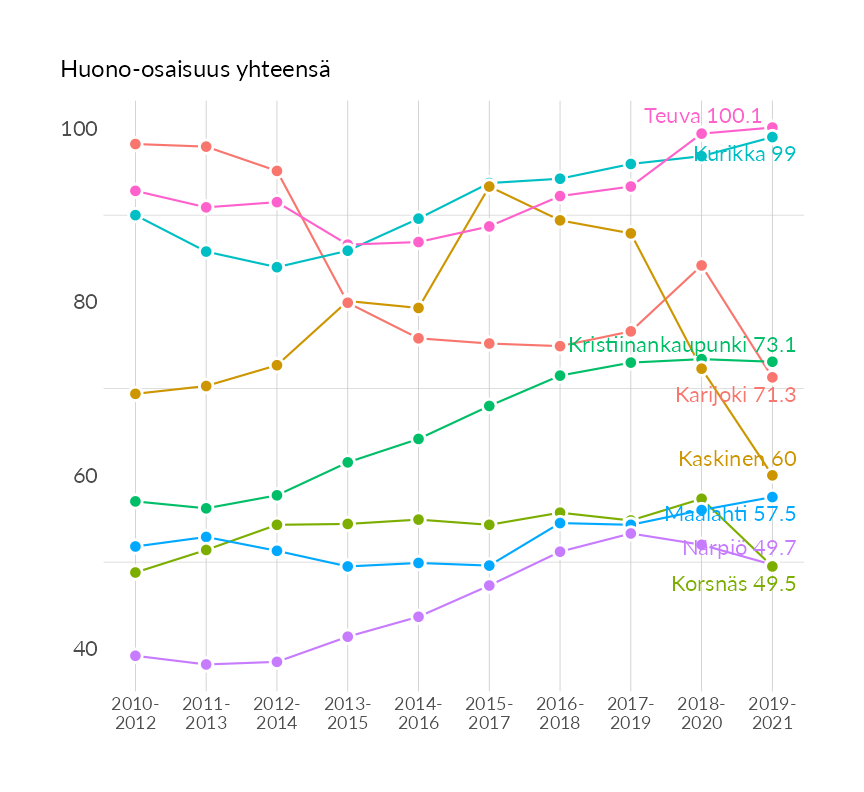 Huono-osaisuus yhteensä
100
80
60
40
Teuva 100.1
Kurikka 99
Kristiinankaupunki 73.1
Karijoki 71.3
Kaskinen 60
Maalahti 57.5
Närpiö 49.7
Korsnäs 49.5
2010- 2011- 2012- 2013- 2014- 2015- 2016- 2017- 2018- 2019-
2012 2013 2014 2015 2016 2017 2018 2019 2020 2021